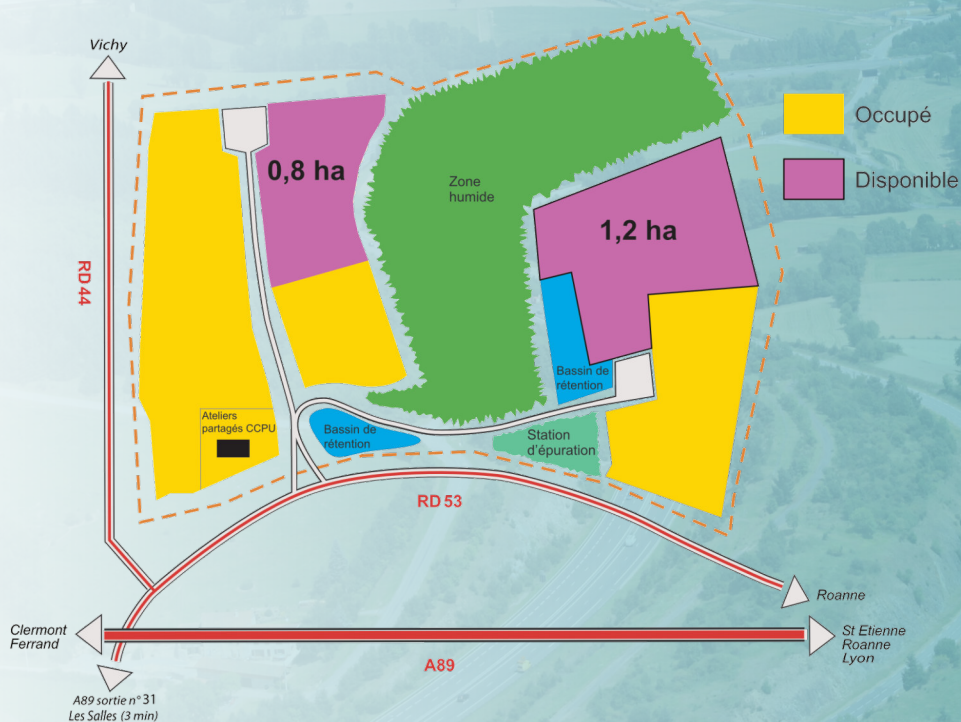 Vichy
Occupé
Disponible
0,8 ha
Zone
humide
1,2 ha
RD 44
Bassin de
rétention
Ateliers
partagés CCPU
Bassin de
rétention
Station
d'épuration
RD 53
Roanne
Clermont
Ferrand
St Etienne
Roanne
Lyon
A89
A89 sortie n° 31
Les Salles (3 min)